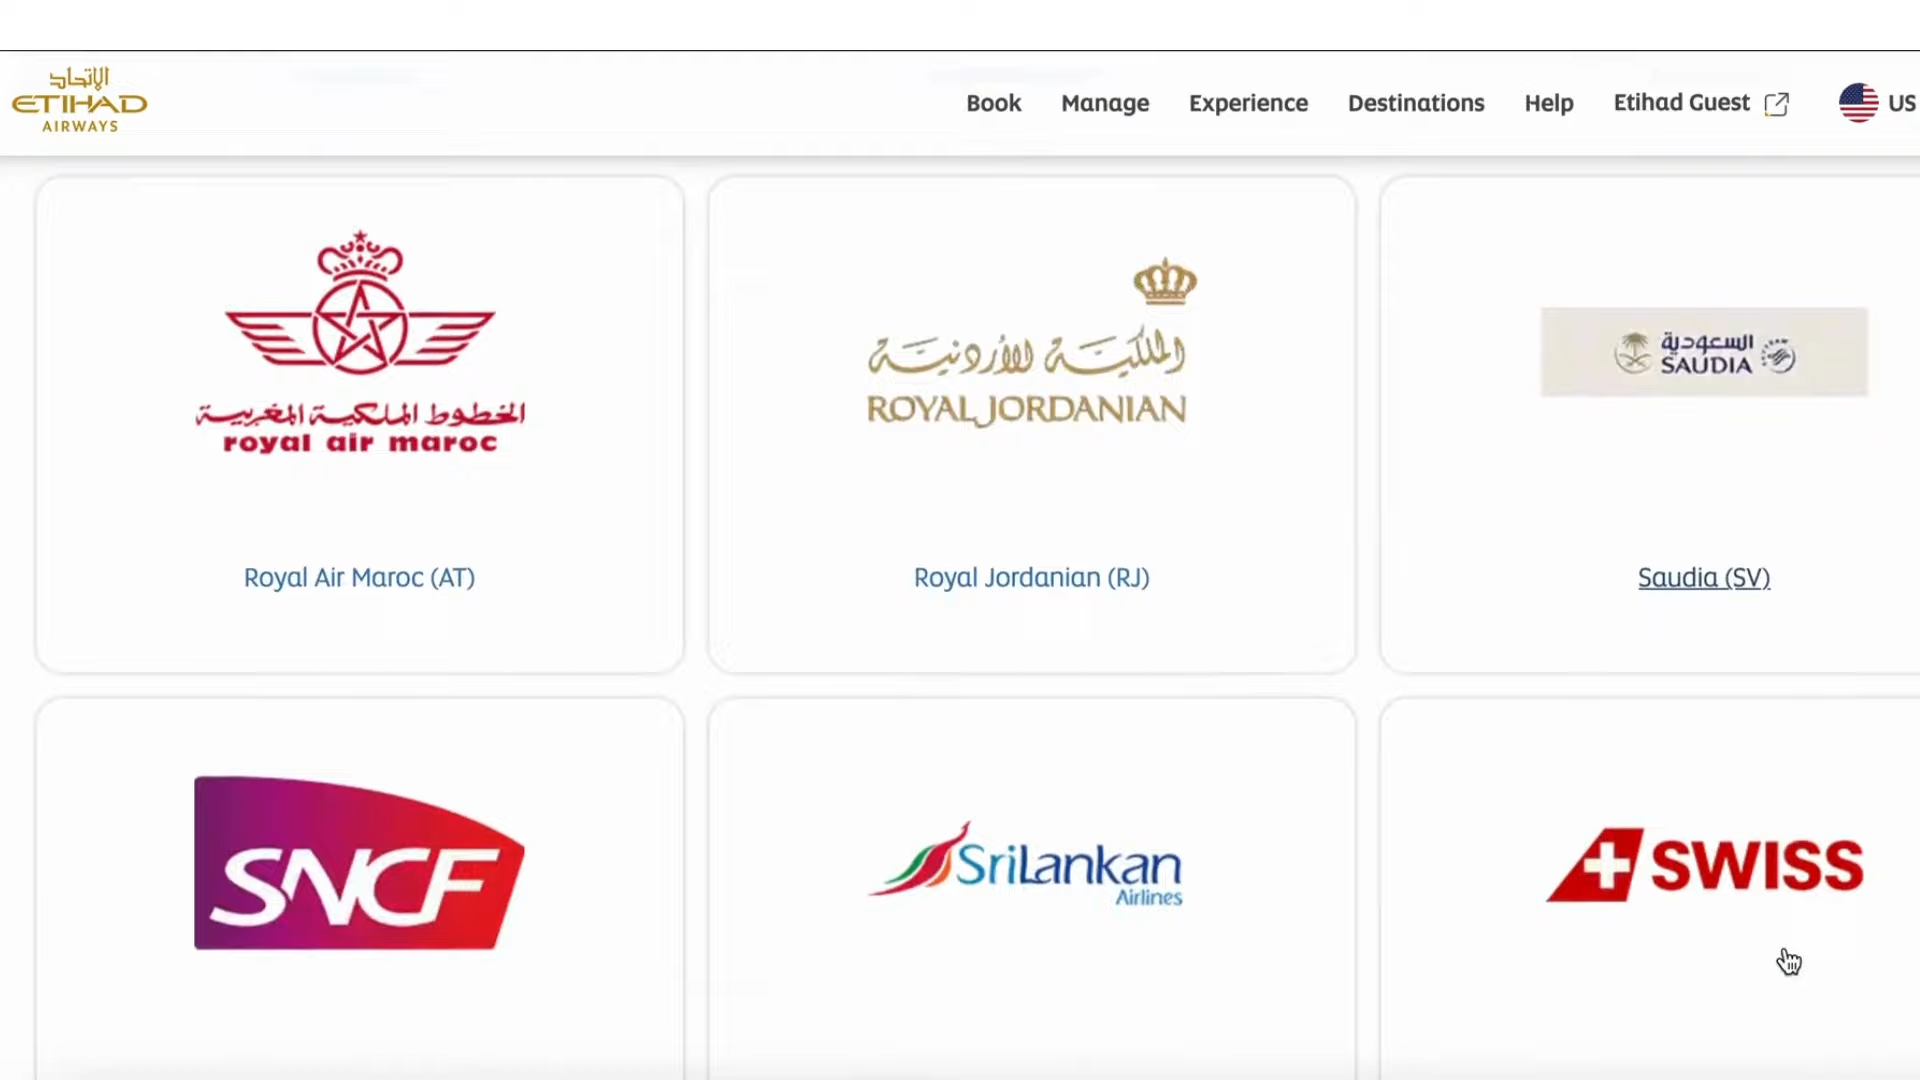 الإتحاد
ETIHAD
AIRWAYS
Book Manage Experience Destinations Help Etihad Guest US
الخطوط الملكية المغربية
royal air maroc
الملكية الأردنية
ROYAL JORDANIAN
السعودية
SAUDIA
Royal Air Maroc (AT)
Royal Jordanian (RJ)
Saudia (SV)
SNCF
SriLankan
Airlines
SWISS